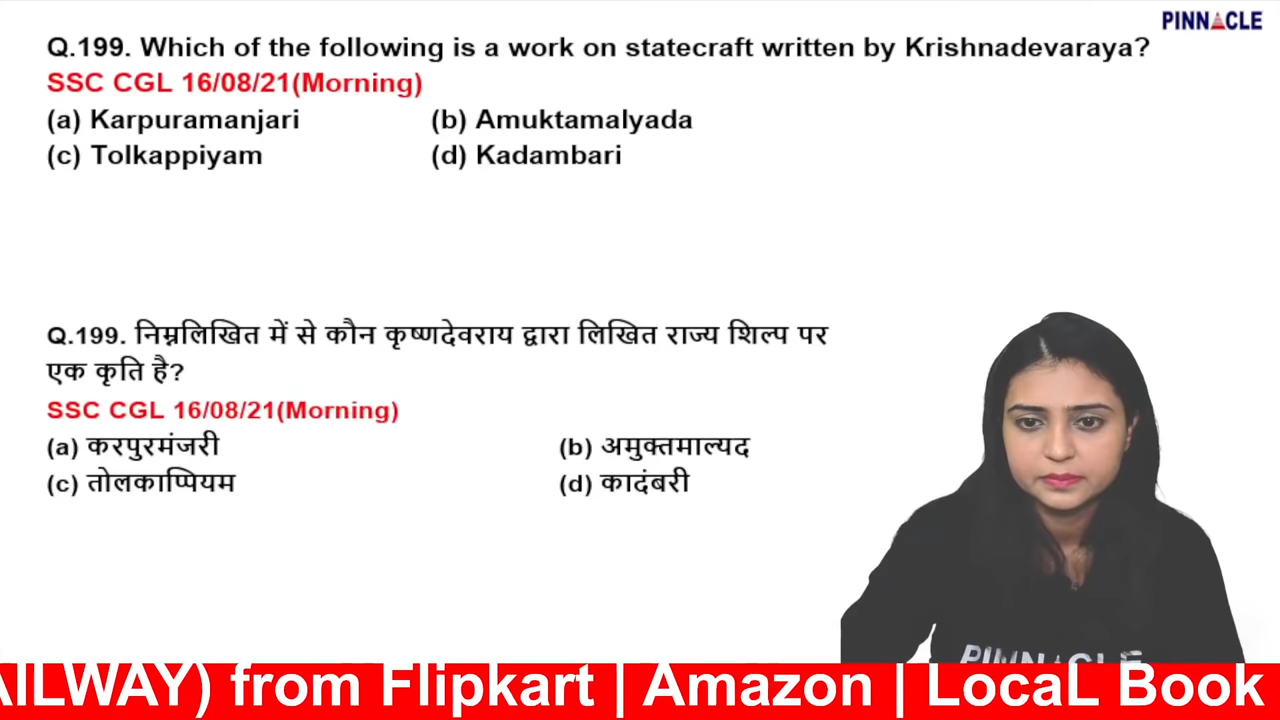 PINNACLE
Q.199. Which of the following is a work on statecraft written by Krishnadevaraya?
SSC CGL 16/08/21(Morning)
(a) Karpuramanjari (b) Amuktamalyada
(c) Tolkappiyam (d) Kadambari
Q.199. निम्नलिखित में से कौन कृष्णदेवराय द्वारा लिखित राज्य शिल्प पर
एक कृति है?
SSC CGL 16/08/21(Morning)
(a) करपुरमंजरी (b) अमुक्तमाल्यद
(c) तोलकाप्पियम (d) कादंबरी
PINNACLE
AILWAY) from Flipkart | Amazon | LocaL Book